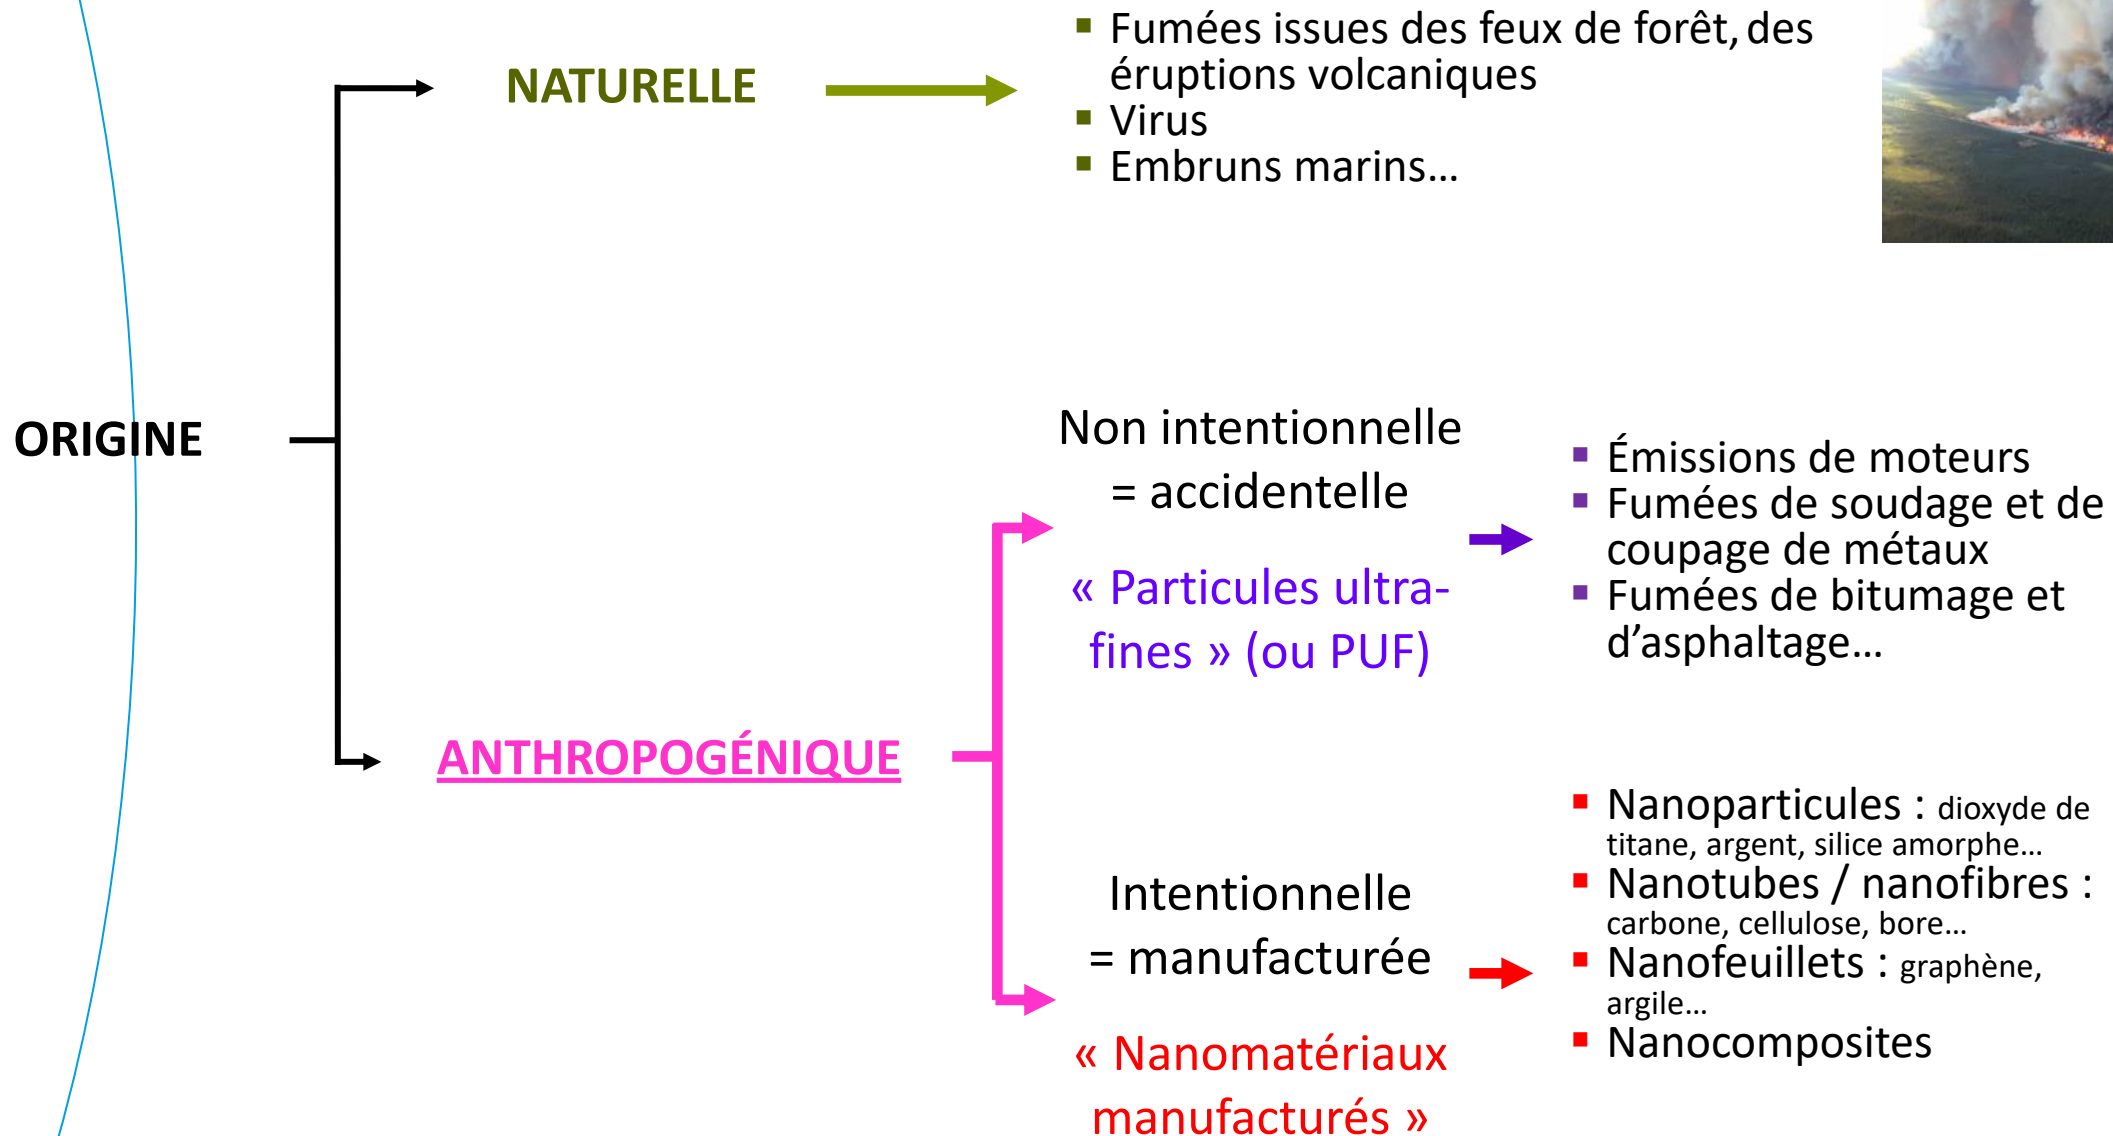 Fumées issues des feux de forêt, des
éruptions volcaniques
NATURELLE
Virus
Embruns marins…
ORIGINE
Non intentionnelle
= accidentelle
« Particules ultra-
fines » (ou PUF)
Émissions de moteurs
Fumées de soudage et de
coupage de métaux
Fumées de bitumage et
d’asphaltage…
ANTHROPOGÉNIQUE
Intentionnelle
= manufacturée
« Nanomatériaux
manufacturés »
Nanoparticules : dioxyde de
titane, argent, silice amorphe…
Nanotubes / nanofibres :
carbone, cellulose, bore…
Nanofeuillets : graphène,
argile…
Nanocomposites